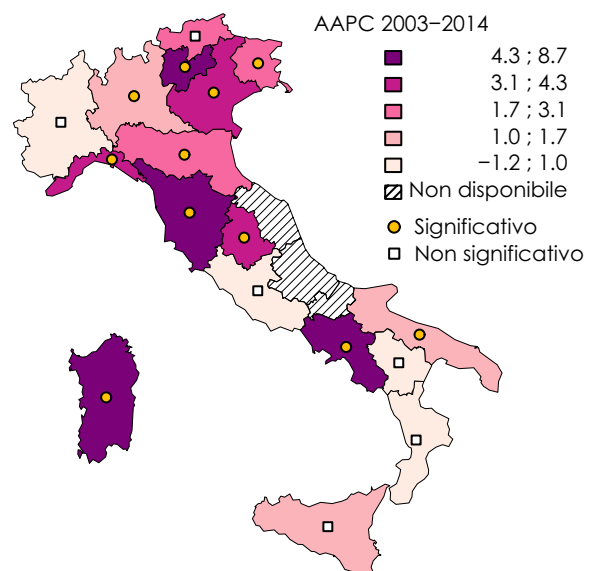 AAPC 2003−2014
4.3 ; 8.7
3.1 ; 4.3
1.7 ; 3.1
1.0 ; 1.7
−1.2 ; 1.0
Non disponibile
Significativo
Non significativo